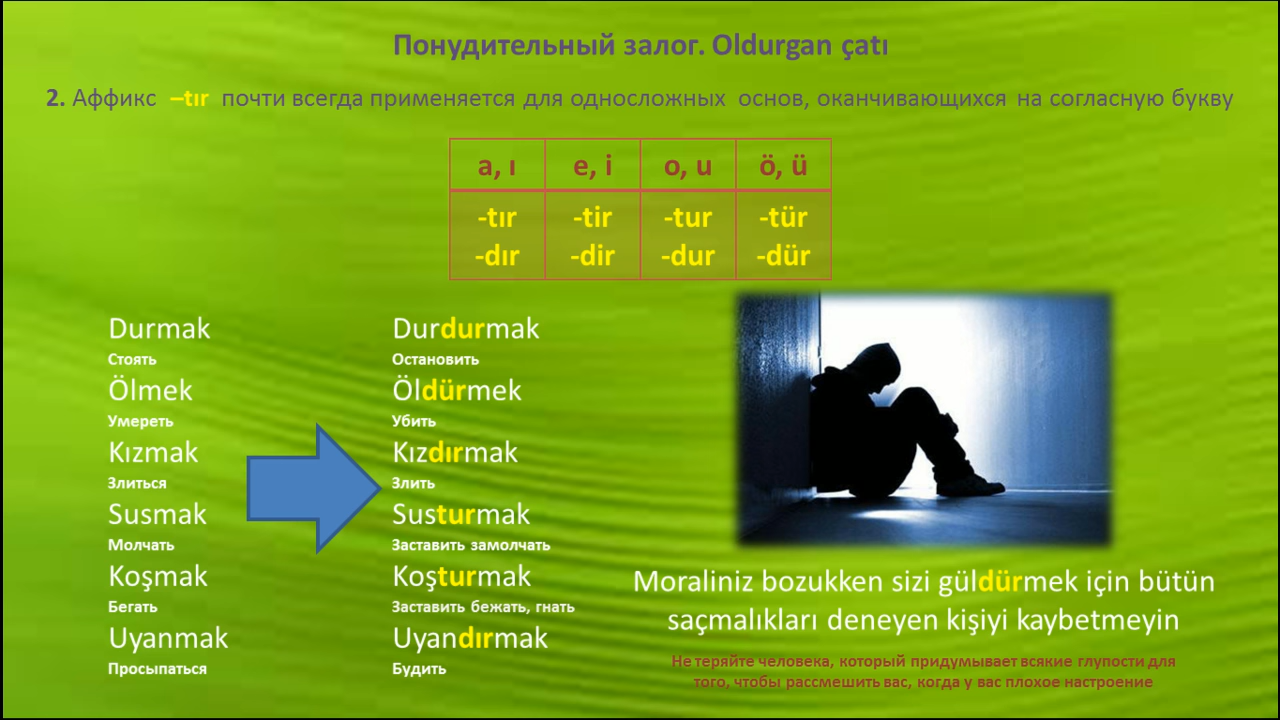 Понудительный залог. Oldurgan çatı
2. Аффикс –tır почти всегда применяется для односложных основ, оканчивающихся на согласную букву
a, ı e, i o, u ö, ü
-tır -tir -tur -tür
-dır -dir -dur -dür
Durmak Durdurmak
Стоять Остановить
Ölmek Öldürmek
Умереть Убить
Kızmak Kızdırmak
Злиться Злить
Susmak Susturmak
Молчать Заставить замолчать
Koşmak Koşturmak
Бегать Заставить бежать, гнать
Uyanmak Uyandırmak
Просыпаться Будить
Moraliniz bozukken sizi güldürmek için bütün
saçmalıkları deneyen kişiyi kaybetmeyin
Не теряйте человека, который придумывает всякие глупости для
того, чтобы рассмешить вас, когда у вас плохое настроение